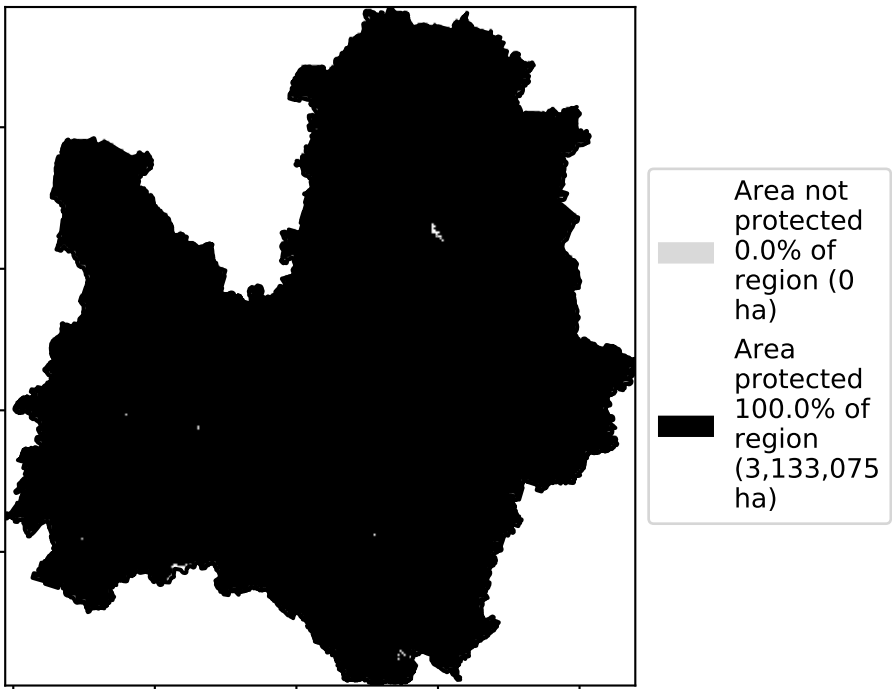 Area not
protected
0.0% of
region (0
ha)
Area
protected
100.0% of
region
(3,133,075
ha)